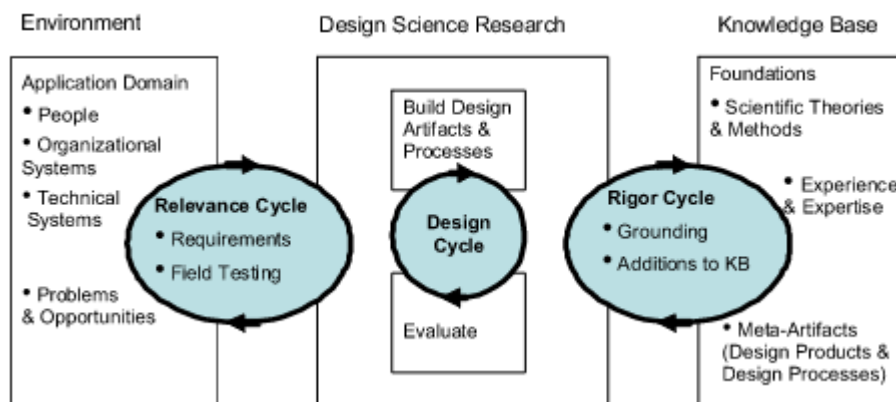 Environment
Design Science Research
Knowledge Base
Application Domain
• People
• Organizational
Systems
• Technical
Systems
• Problems
& Opportunities
Relevance Cycle
• Requirements
• Field Testing
Build Design
Artifacts &
Processes
Design
Cycle
Evaluate
Rigor Cycle
• Grounding
• Additions to KB
Foundations
• Scientific Theories
& Methods
• Experience
& Expertise
• Meta-Artifacts
(Design Products &
Design Processes)